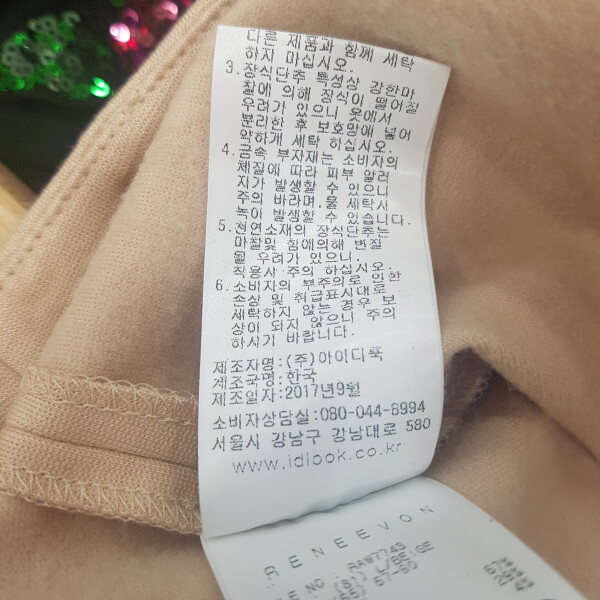 다른 제품과 함께 세탁
하지 마십시오.
3.장식단추 특성상 강한마
찰에 의해 장식이 떨어질
우려가 있으니 옷에서
분리한 후 보호망에 넣어
약하게 세탁 하십시오.
4.금속 부자재는 소비자의
체질에 따라 피부 알러
지가 발생할 수 있으니
주의 바라며,물 세탁시
녹이 발생할 수 있습니다.
5.천연소재의 장식단추는
마찰및 힘에의해 변질
될 우려가 있으니,
착용시 주의 하십시오.
6.소비자의 부주의로 인한
손상 및 취급표시대로
세탁하지 않는 경우 보
상이 되지 않으니 주의
하시기 바랍니다.
제조자명:(주)아이디룩
제조국명:한국
제조일자:2017년9월
소비자상담실:080-044-8994
서울시 강남구 강남대로 580
www.idlook.co.kr
RENEEVON
NO RAW7743
(61) L/BEIGE
67-90